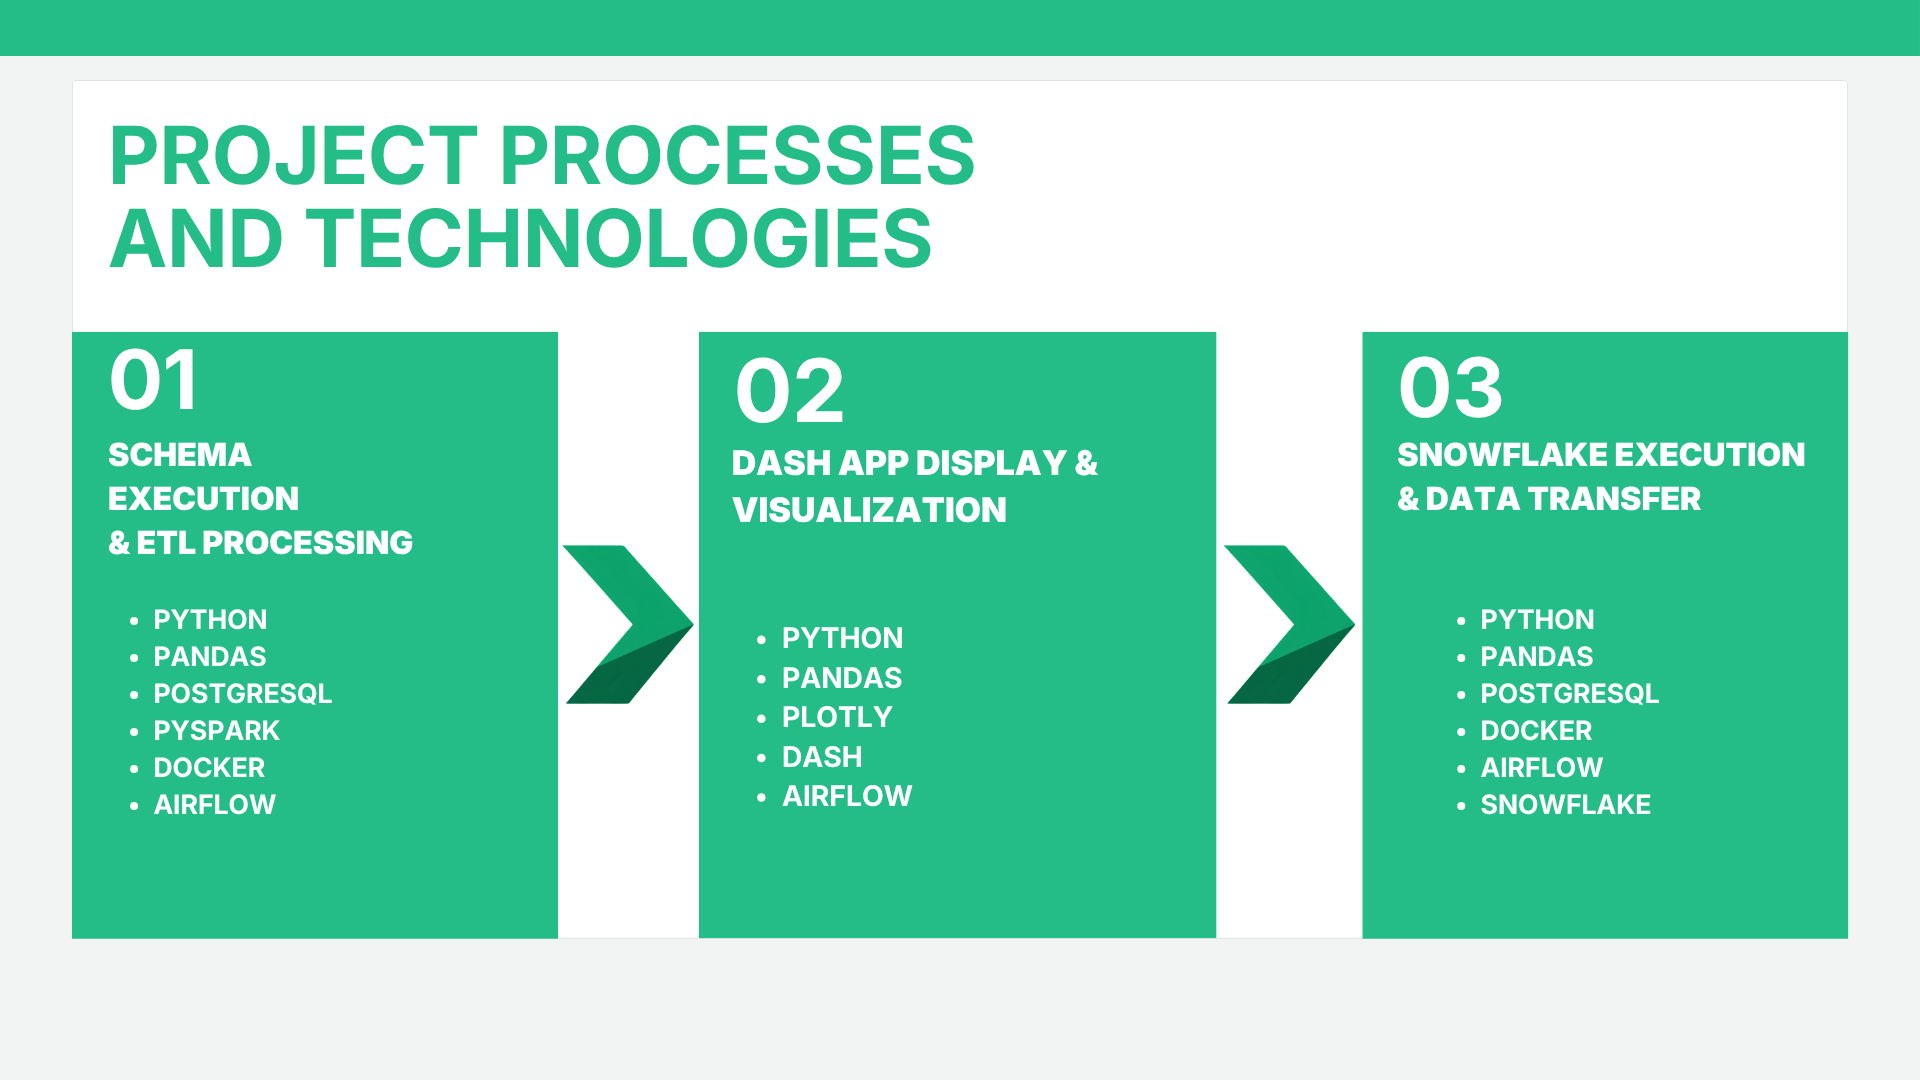 PROJECT PROCESSES
AND TECHNOLOGIES
01
SCHEMA
EXECUTION
& ETL PROCESSING
• PYTHON
• PANDAS
• POSTGRESQL
• PYSPARK
• DOCKER
• AIRFLOW
02
DASH APP DISPLAY &
VISUALIZATION
• PYTHON
• PANDAS
• PLOTLY
• DASH
• AIRFLOW
03
SNOWFLAKE EXECUTION
& DATA TRANSFER
• PYTHON
• PANDAS
• POSTGRESQL
• DOCKER
• AIRFLOW
• SNOWFLAKE